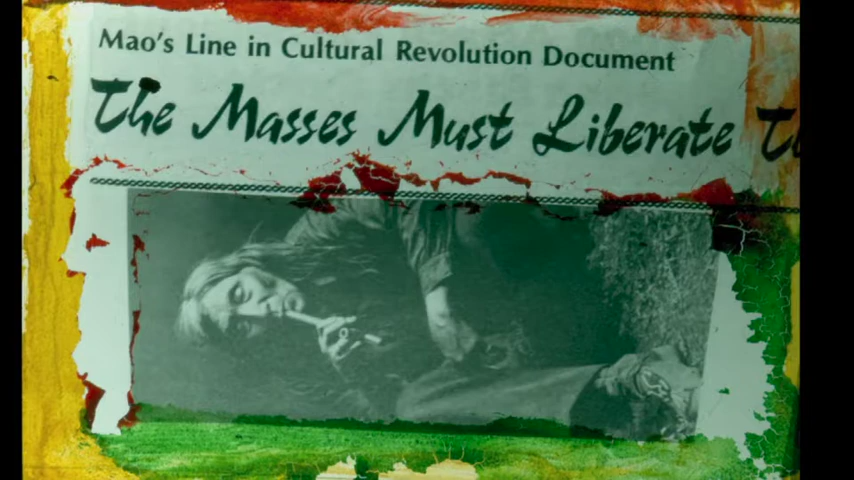 Mao's Line in Cultural Revolution Document
The Masses Must Liberate